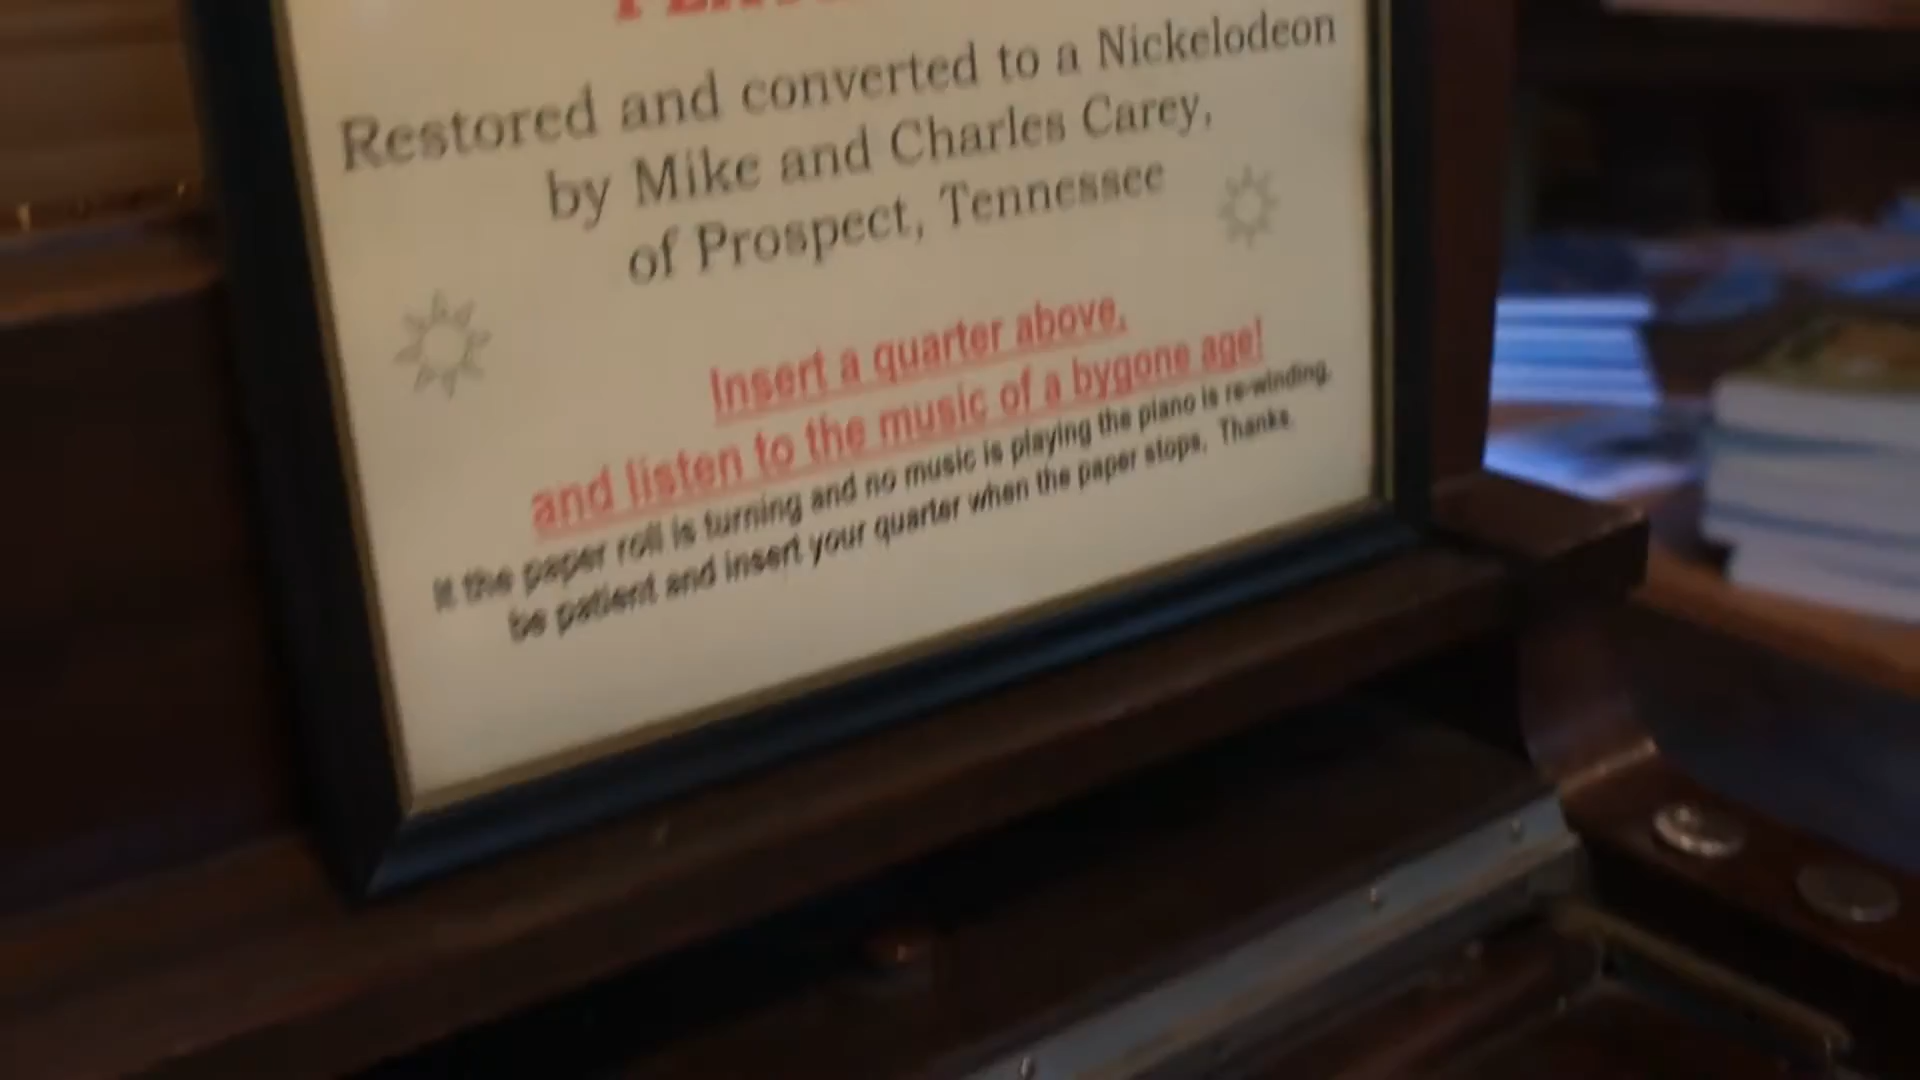 Restored and converted to a Nickelodeon
by Mike and Charles Carey,
of Prospect, Tennessee
Insert a quarter above,
and listen to the music of a bygone age!
If the paper roll is turning and no music is playing the piano is re-winding,
be patient and insert your quarter when the paper stops. Thanks.